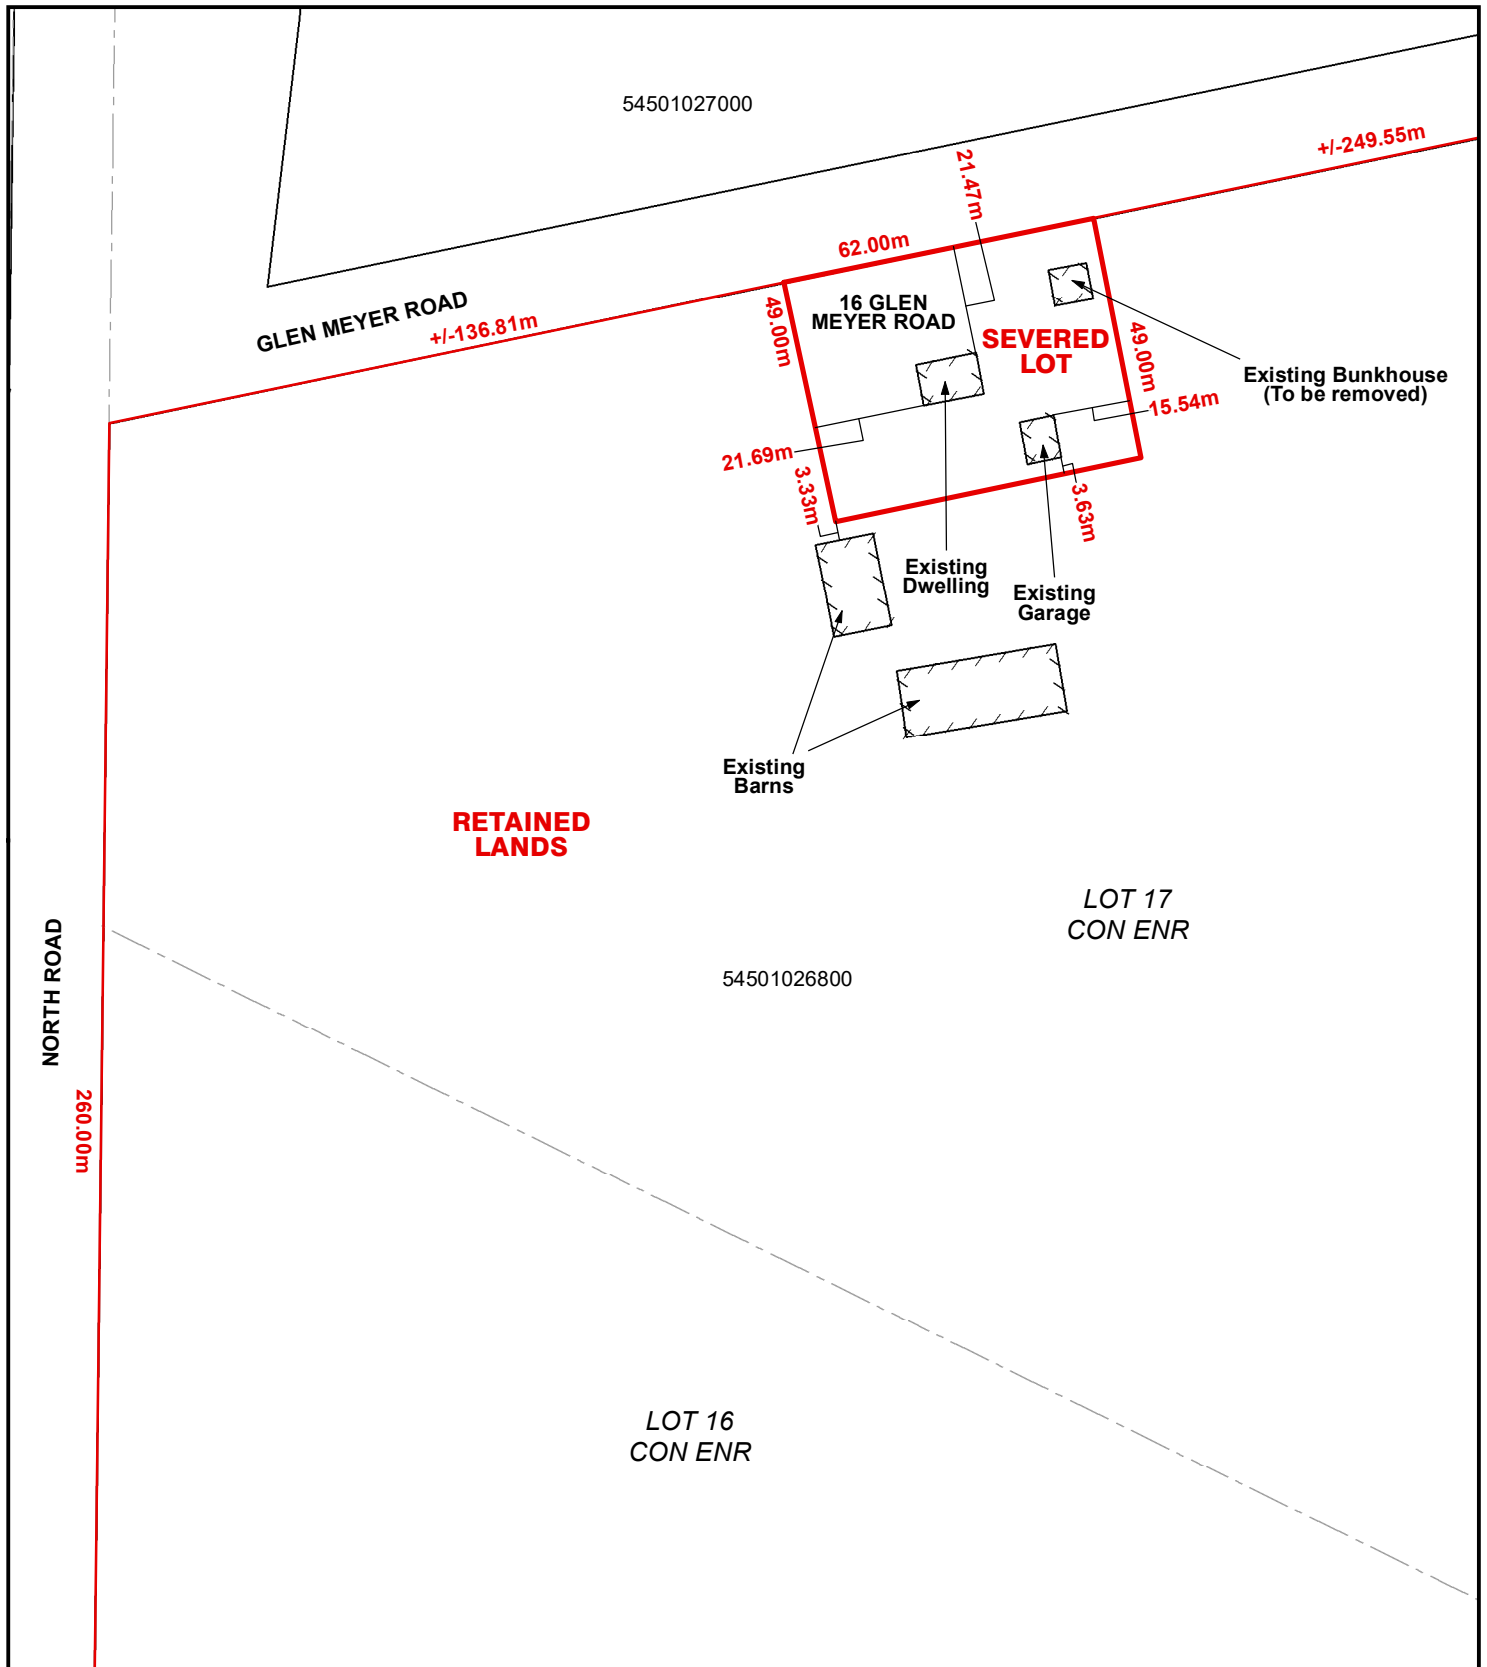 54501027000
+/-249.55m
21.47m
62.00m
GLEN MEYER ROAD
+/-136.81m
49.00m
16 GLEN
MEYER ROAD
SEVERED
LOT
49.00m
Existing Bunkhouse
(To be removed)
15.54m
21.69m
3.33m
3.63m
Existing
Dwelling
Existing
Garage
Existing
Barns
RETAINED
LANDS
LOT 17
CON ENR
54501026800
NORTH ROAD
260.00m
LOT 16
CON ENR